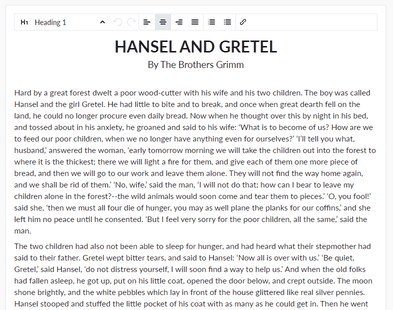 H1 Heading 1
HANSEL AND GRETEL
By The Brothers Grimm
Hard by a great forest dwelt a poor wood-cutter with his wife and his two children. The boy was called
Hansel and the girl Gretel. He had little to bite and to break, and once when great dearth fell on the
land, he could no longer procure even daily bread. Now when he thought over this by night in his bed,
and tossed about in his anxiety, he groaned and said to his wife: 'What is to become of us? How are we
to feed our poor children, when we no longer have anything even for ourselves?' 'I'll tell you what,
husband,' answered the woman, 'early tomorrow morning we will take the children out into the forest to
where it is the thickest; there we will light a fire for them, and give each of them one more piece of
bread, and then we will go to our work and leave them alone. They will not find the way home again,
and we shall be rid of them.' 'No, wife,' said the man, 'I will not do that; how can I bear to leave my
children alone in the forest?--the wild animals would soon come and tear them to pieces.' 'O, you fool!'
said she, 'then we must all four die of hunger, you may as well plane the planks for our coffins,' and she
left him no peace until he consented. 'But I feel very sorry for the poor children, all the same,' said the
man.
The two children had also not been able to sleep for hunger, and had heard what their stepmother had
said to their father. Gretel wept bitter tears, and said to Hansel: 'Now all is over with us.' 'Be quiet,
Gretel,' said Hansel, 'do not distress yourself, I will soon find a way to help us.' And when the old folks
had fallen asleep, he got up, put on his little coat, opened the door below, and crept outside. The moon
shone brightly, and the white pebbles which lay in front of the house glittered like real silver pennies.
Hansel stooped and stuffed the little pocket of his coat with as many as he could get in. Then he went